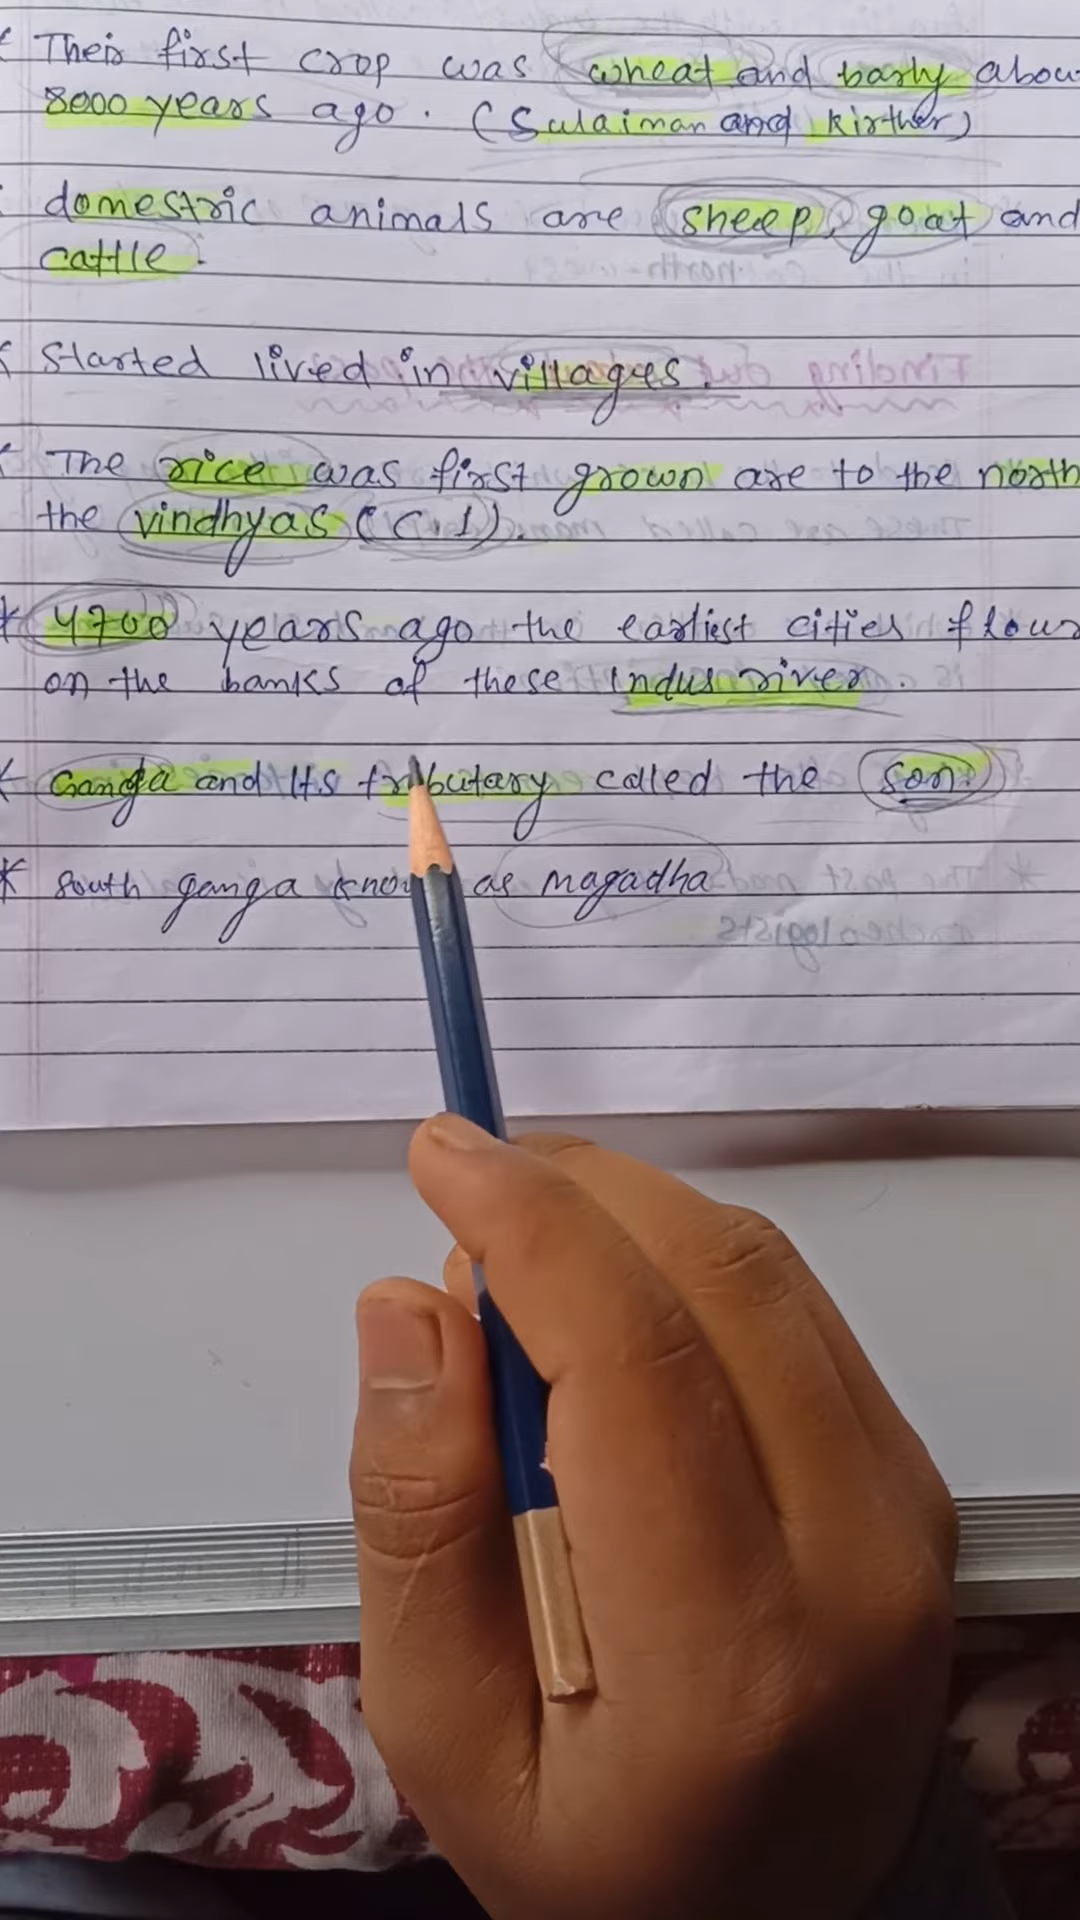 * Their first crop was wheat and barly abou
8000 years ago. (Sulaiman and kirther)
* domestric animals are sheep, goat and
cattle.
* Started lived in villages.
* The rice was first grown are to the north
the vindhyas (C.I).
* 4700 years ago the earliest cities flour
on the banks of these Indus river.
* Ganga and its tributary called the son.
* South ganga know as magadha